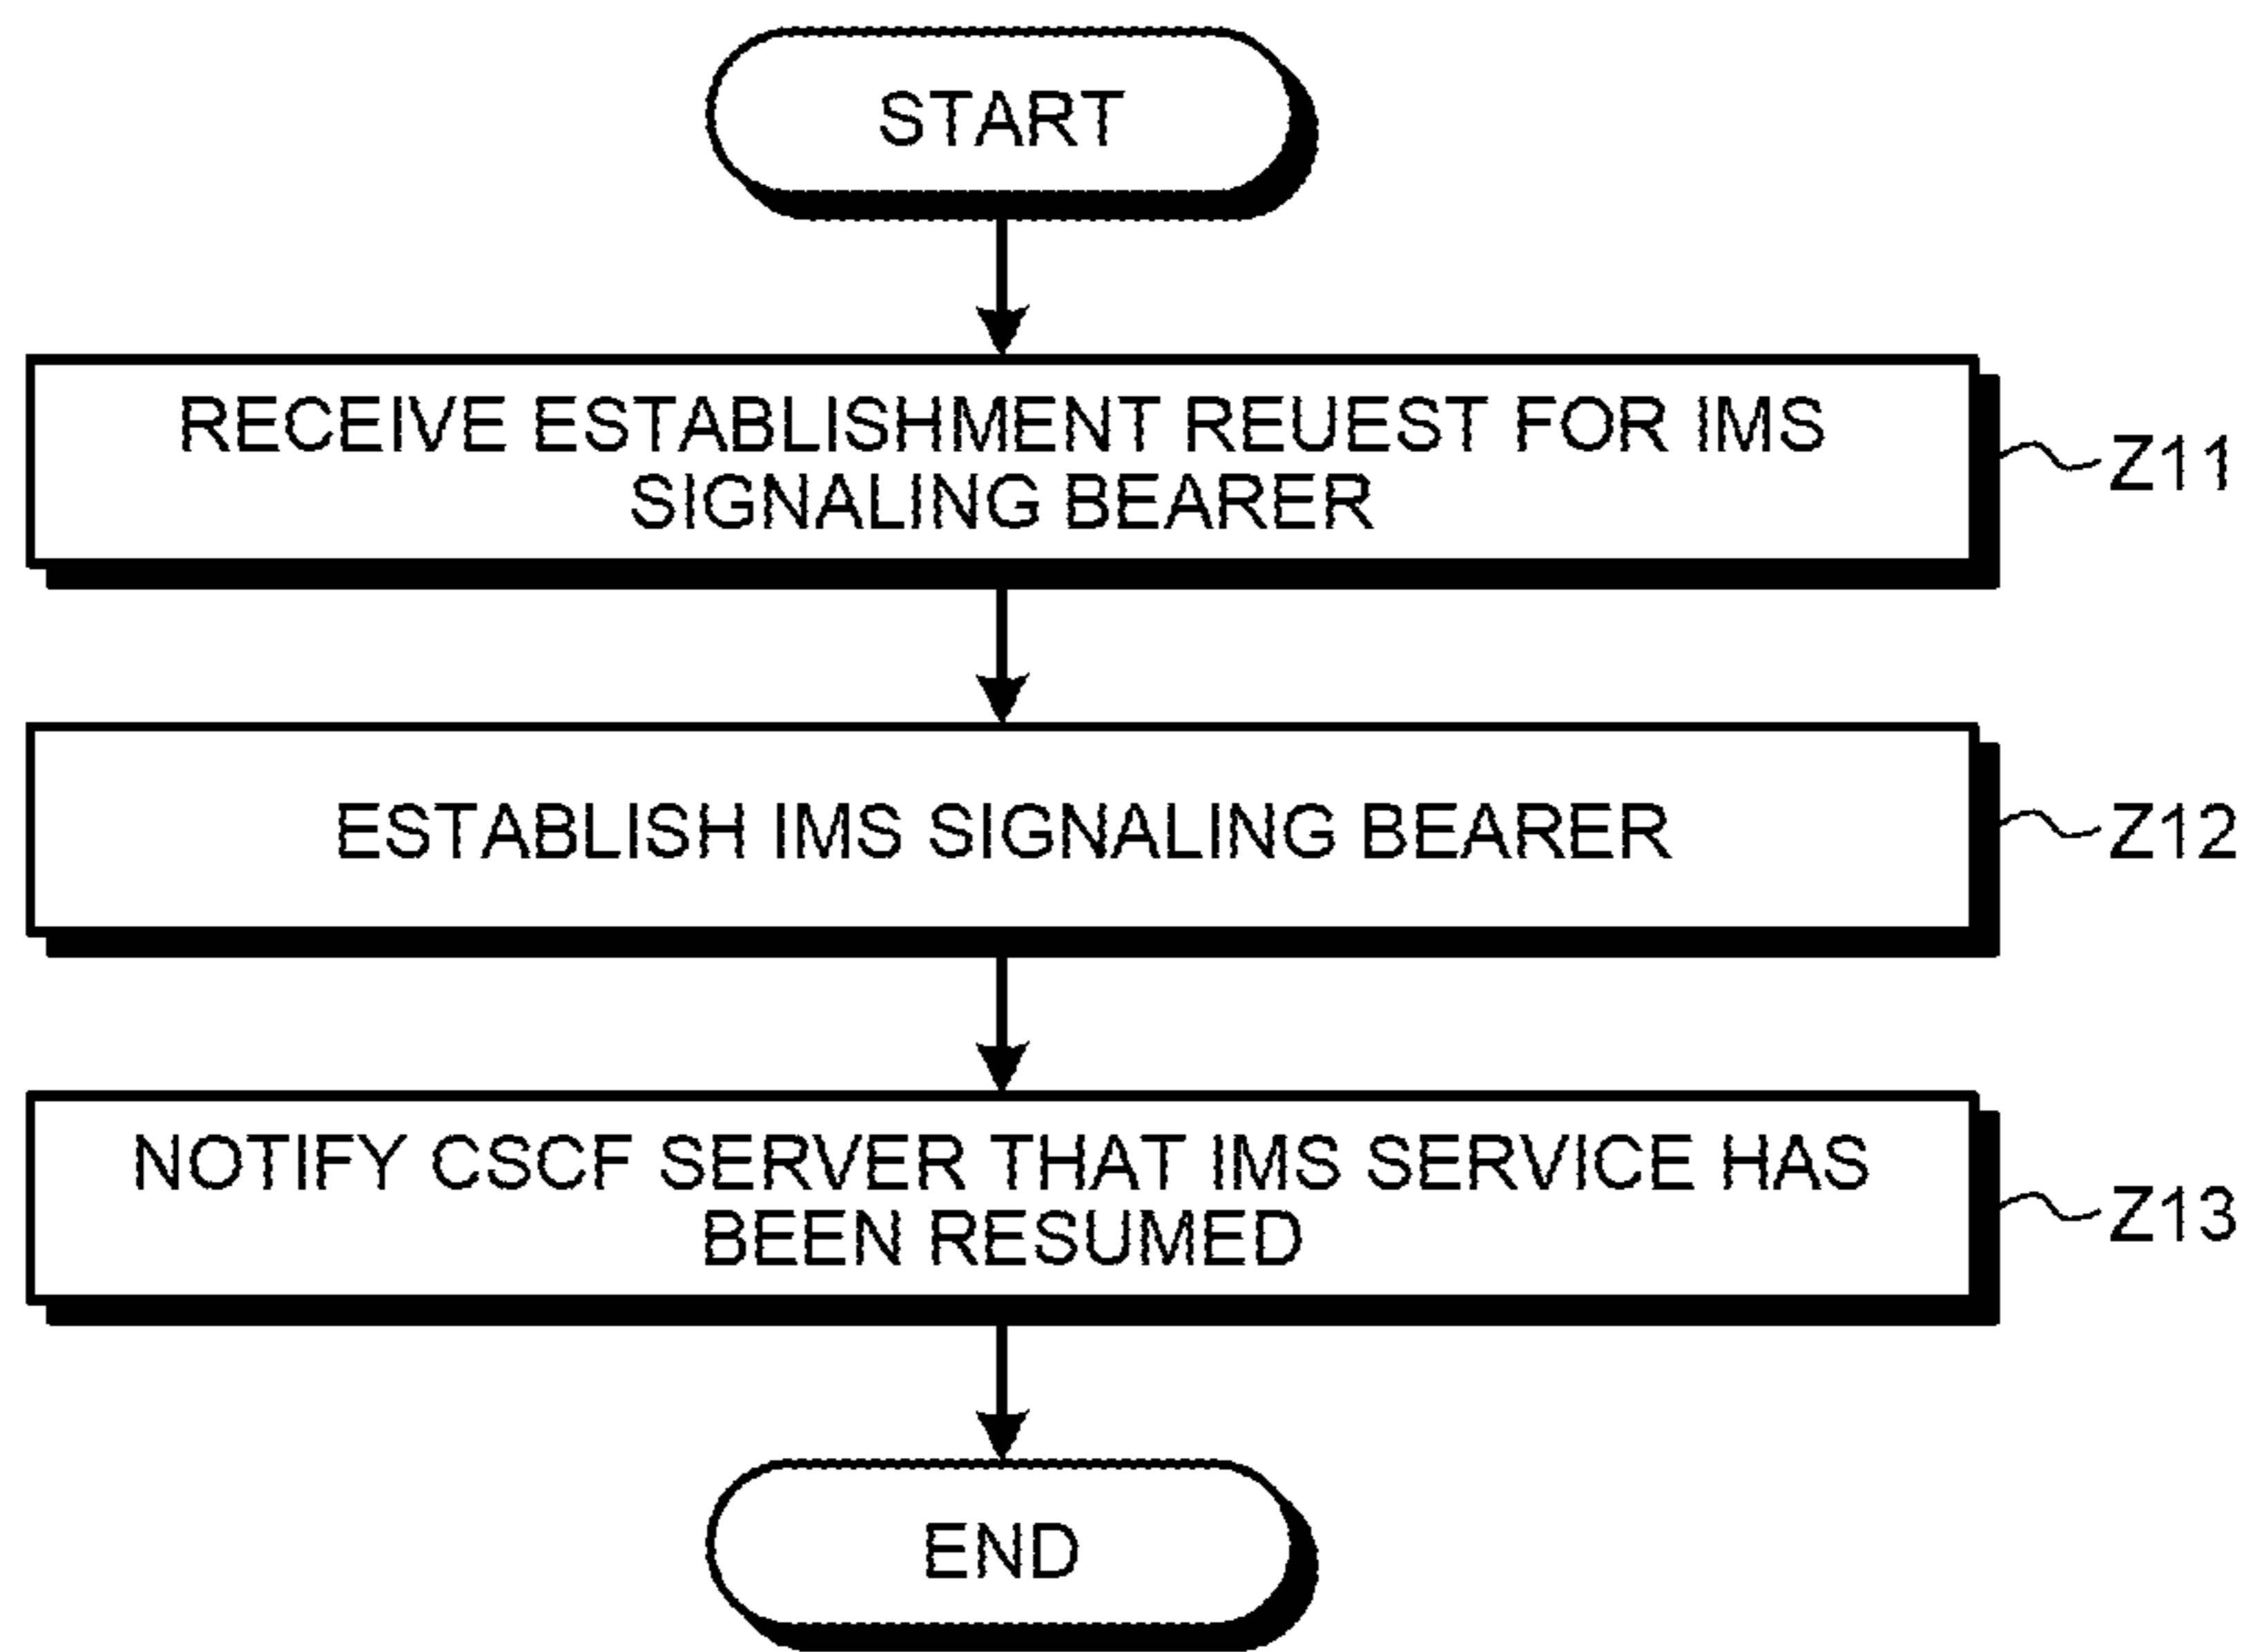 START
RECEIVE ESTABLISHMENT REUEST FOR IMS
SIGNALING BEARER
Z11
ESTABLISH IMS SIGNALING BEARER
Z12
NOTIFY CSCF SERVER THAT IMS SERVICE HAS
BEEN RESUMED
Z13
END